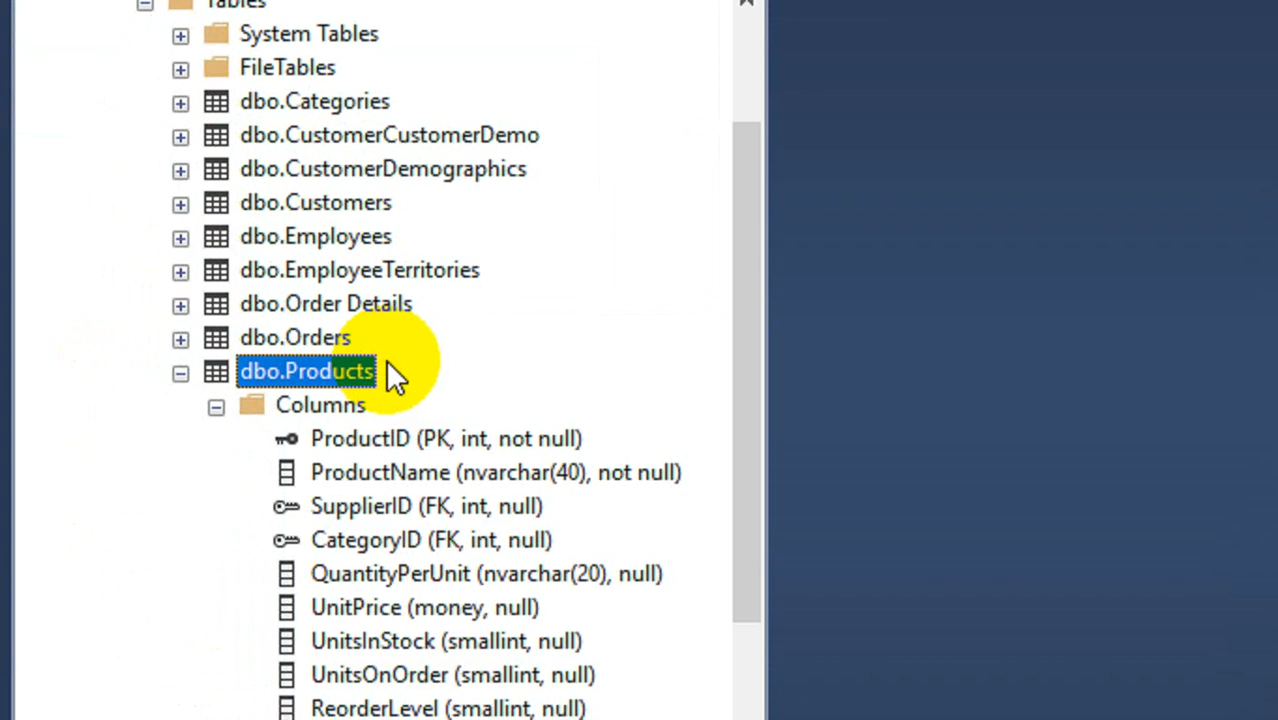 Tables
System Tables
FileTables
dbo.Categories
dbo.CustomerCustomerDemo
dbo.CustomerDemographics
dbo.Customers
dbo.Employees
dbo.EmployeeTerritories
dbo.Order Details
dbo.Orders
dbo.Products
Columns
ProductID (PK, int, not null)
ProductName (nvarchar(40), not null)
SupplierID (FK, int, null)
CategoryID (FK, int, null)
QuantityPerUnit (nvarchar(20), null)
UnitPrice (money, null)
UnitsInStock (smallint, null)
UnitsOnOrder (smallint, null)
ReorderLevel (smallint, null)